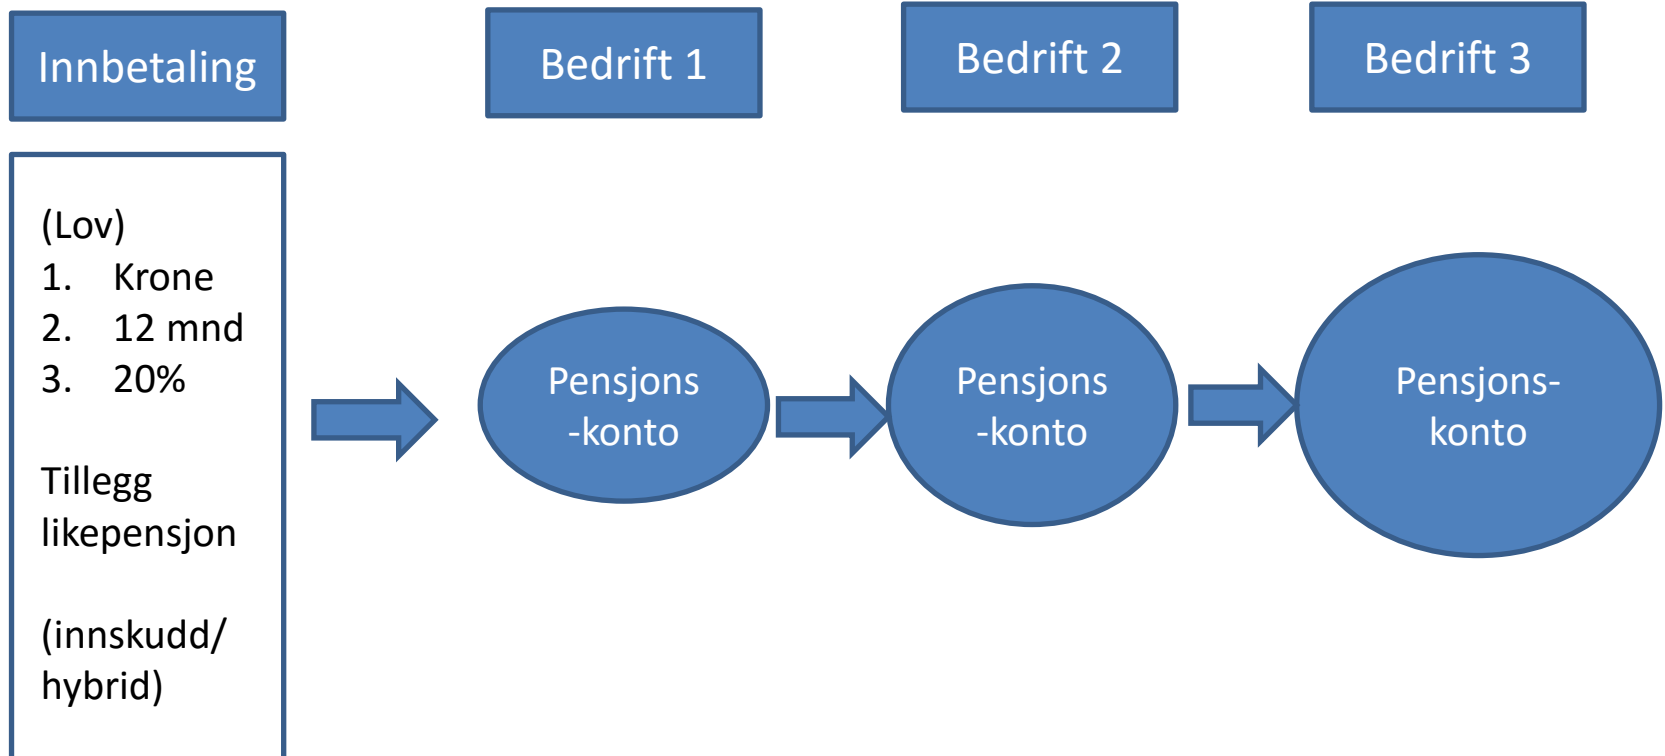 Innbetaling
Bedrift 1
Bedrift 2
Bedrift 3
(Lov)
1. Krone
2. 12 mnd
3. 20%
Tillegg
likepensjon
(innskudd/
hybrid)
Pensjons
-konto
Pensjons
-konto
Pensjons-
konto